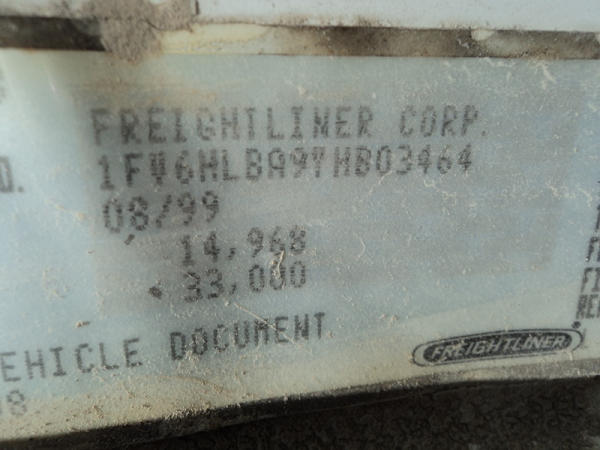 FREIGHTLINER CORP.
1FV6HLBA9YHB03464
08/99
14,968
33,000
EHICLE DOCUMENT
FREIGHTLINER